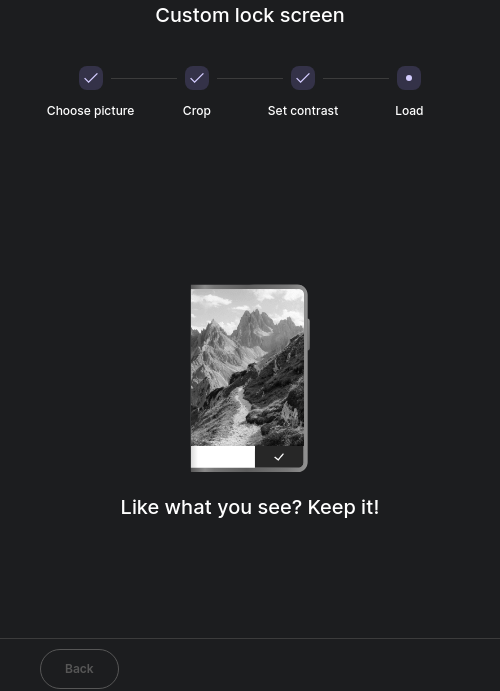 Custom lock screen
Choose picture
Crop
Set contrast
Load
Like what you see? Keep it!
Back